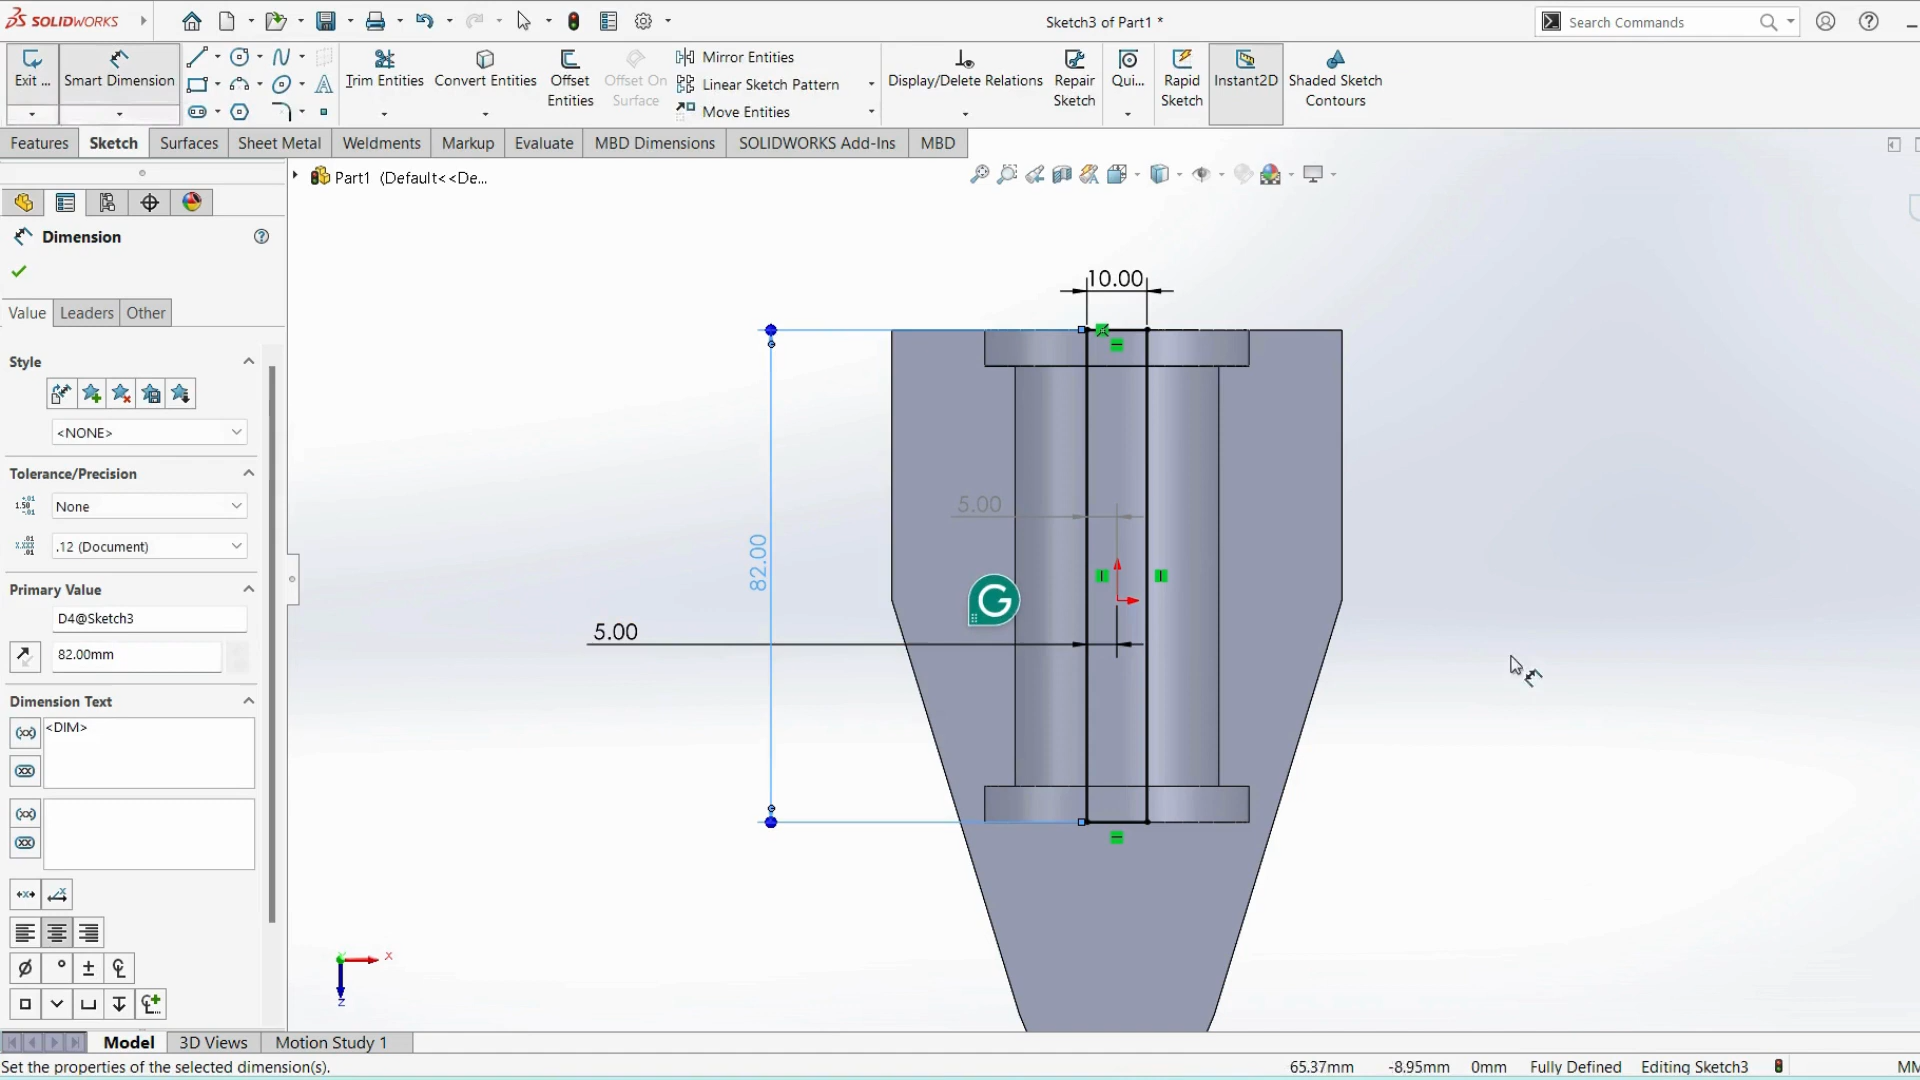 SOLIDWORKS
Sketch3 of Part1 *
Search Commands
Exit ...
Smart Dimension
Trim Entities
Convert Entities
Offset Entities
Offset On Surface
Mirror Entities
Linear Sketch Pattern
Move Entities
Display/Delete Relations
Repair Sketch
Qui...
Rapid Sketch
Instant2D
Shaded Sketch Contours
Features
Sketch
Surfaces
Sheet Metal
Weldments
Markup
Evaluate
MBD Dimensions
SOLIDWORKS Add-Ins
MBD
Part1 (Default<<De...
Dimension
Value
Leaders
Other
Style
<NONE>
Tolerance/Precision
None
.12 (Document)
Primary Value
D4@Sketch3
82.00mm
Dimension Text
<DIM>
10.00
5.00
82.00
5.00
G
X
Z
Model
3D Views
Motion Study 1
Set the properties of the selected dimension(s).
65.37mm
-8.95mm
0mm
Fully Defined
Editing Sketch3